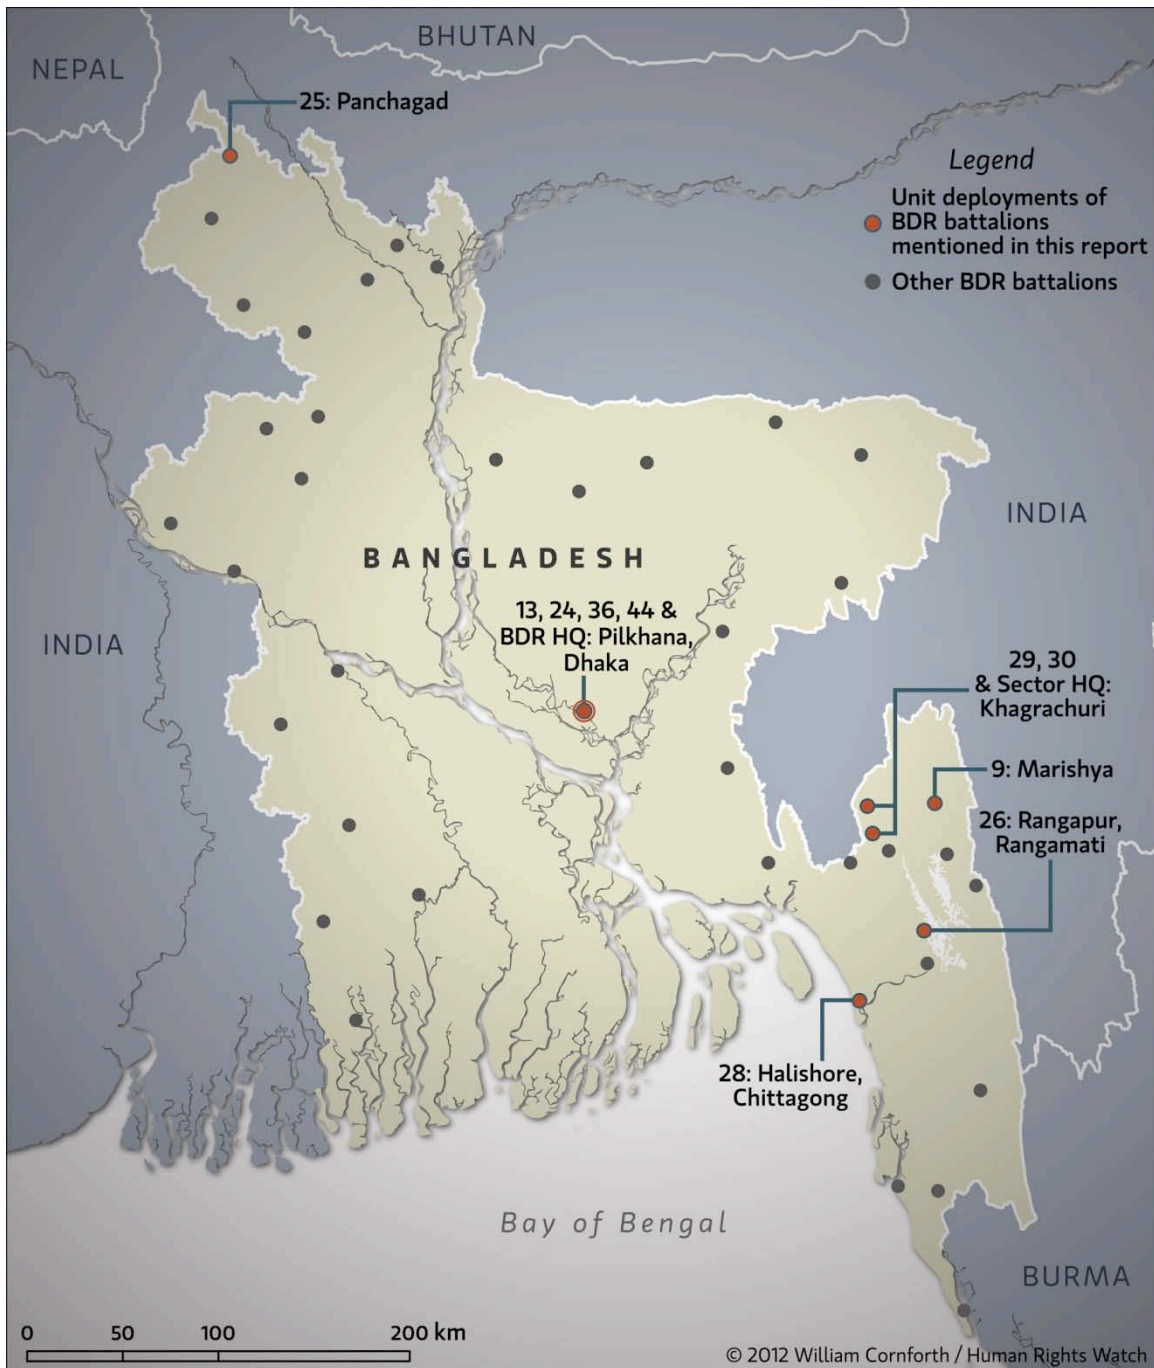 BHUTAN
NEPAL
25: Panchagad
Legend
Unit deployments of
BDR battalions
mentioned in this report
Other BDR battalions
INDIA
BANGLADESH
13, 24, 36, 44 &
BDR HQ: Pilkhana,
Dhaka
INDIA
29, 30
& Sector HQ:
Khagrachuri
9: Marishya
26: Rangapur,
Rangamati
28: Halishore,
Chittagong
Bay of Bengal
BURMA
0 50 100 200 km
© 2012 William Cornforth / Human Rights Watch